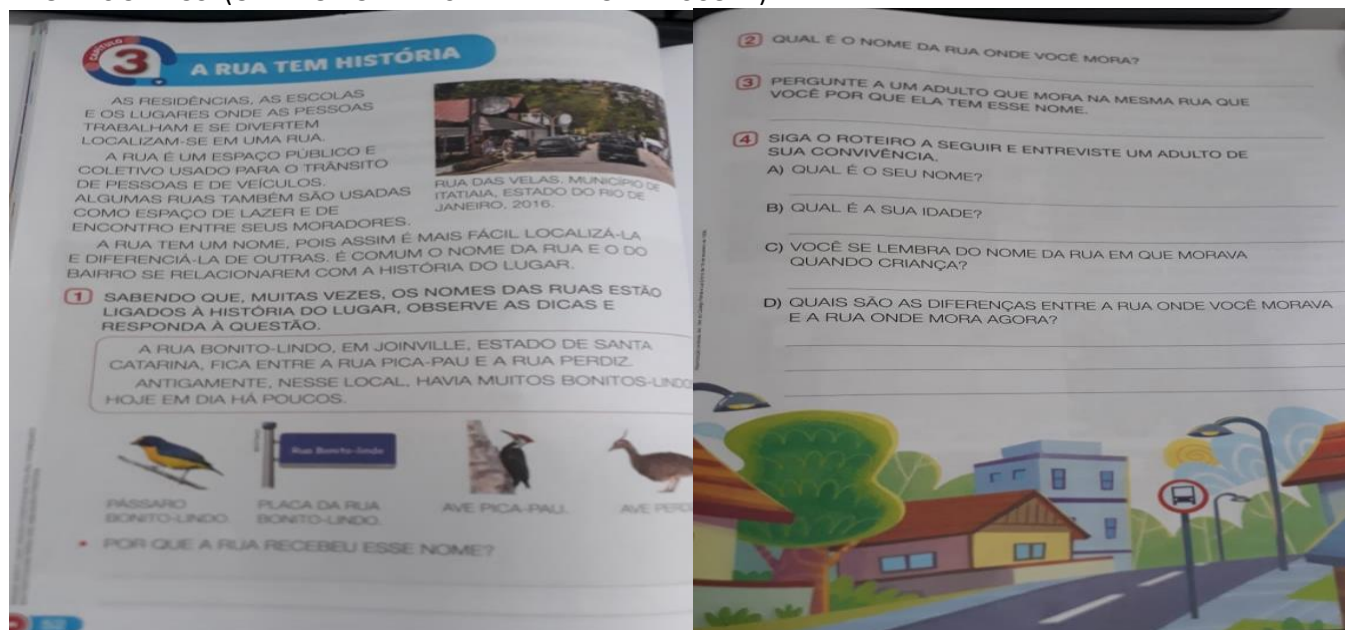 CAPÍTULO
3
A RUA TEM HISTÓRIA
AS RESIDÊNCIAS, AS ESCOLAS
E OS LUGARES ONDE AS PESSOAS
TRABALHAM E SE DIVERTEM
LOCALIZAM-SE EM UMA RUA.
A RUA É UM ESPAÇO PÚBLICO E
COLETIVO USADO PARA O TRÂNSITO
DE PESSOAS E DE VEÍCULOS.
ALGUMAS RUAS TAMBÉM SÃO USADAS
COMO ESPAÇO DE LAZER E DE
ENCONTRO ENTRE SEUS MORADORES.
RUA DAS VELAS. MUNICÍPIO DE
ITATIAIA, ESTADO DO RIO DE
JANEIRO, 2016.
A RUA TEM UM NOME, POIS ASSIM É MAIS FÁCIL LOCALIZÁ-LA
E DIFERENCIÁ-LA DE OUTRAS. É COMUM O NOME DA RUA E O DO
BAIRRO SE RELACIONAREM COM A HISTÓRIA DO LUGAR.
1 SABENDO QUE, MUITAS VEZES, OS NOMES DAS RUAS ESTÃO
LIGADOS À HISTÓRIA DO LUGAR, OBSERVE AS DICAS E
RESPONDA À QUESTÃO.
A RUA BONITO-LINDO, EM JOINVILLE, ESTADO DE SANTA
CATARINA, FICA ENTRE A RUA PICA-PAU E A RUA PERDIZ.
ANTIGAMENTE, NESSE LOCAL, HAVIA MUITOS BONITOS-LINDO
HOJE EM DIA HÁ POUCOS.
Rua Bonito-lindo
PÁSSARO
BONITO-LINDO.
PLACA DA RUA
BONITO-LINDO.
AVE PICA-PAU.
AVE PERD
• POR QUE A RUA RECEBEU ESSE NOME?
52
2 QUAL É O NOME DA RUA ONDE VOCÊ MORA?
3 PERGUNTE A UM ADULTO QUE MORA NA MESMA RUA QUE
VOCÊ POR QUE ELA TEM ESSE NOME.
4 SIGA O ROTEIRO A SEGUIR E ENTREVISTE UM ADULTO DE
SUA CONVIVÊNCIA.
A) QUAL É O SEU NOME?
B) QUAL É A SUA IDADE?
C) VOCÊ SE LEMBRA DO NOME DA RUA EM QUE MORAVA
QUANDO CRIANÇA?
D) QUAIS SÃO AS DIFERENÇAS ENTRE A RUA ONDE VOCÊ MORAVA
E A RUA ONDE MORA AGORA?